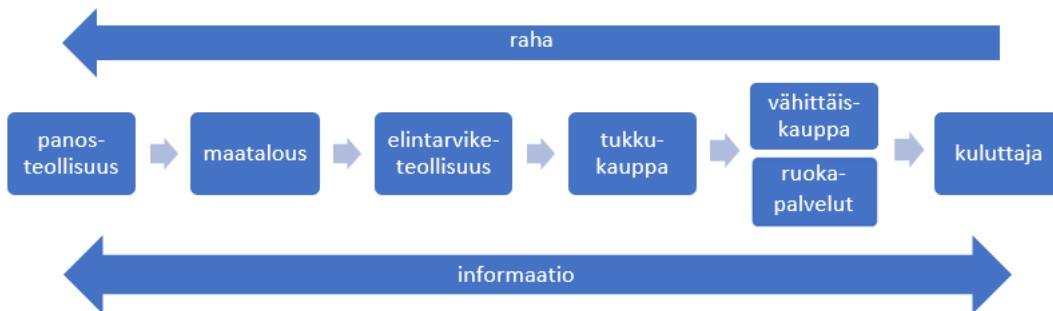 raha
panos-
teollisuus
maatalous
elintarvike-
teollisuus
tukku-
kauppa
vähittäis-
kauppa
ruoka-
palvelut
kuluttaja
informaatio